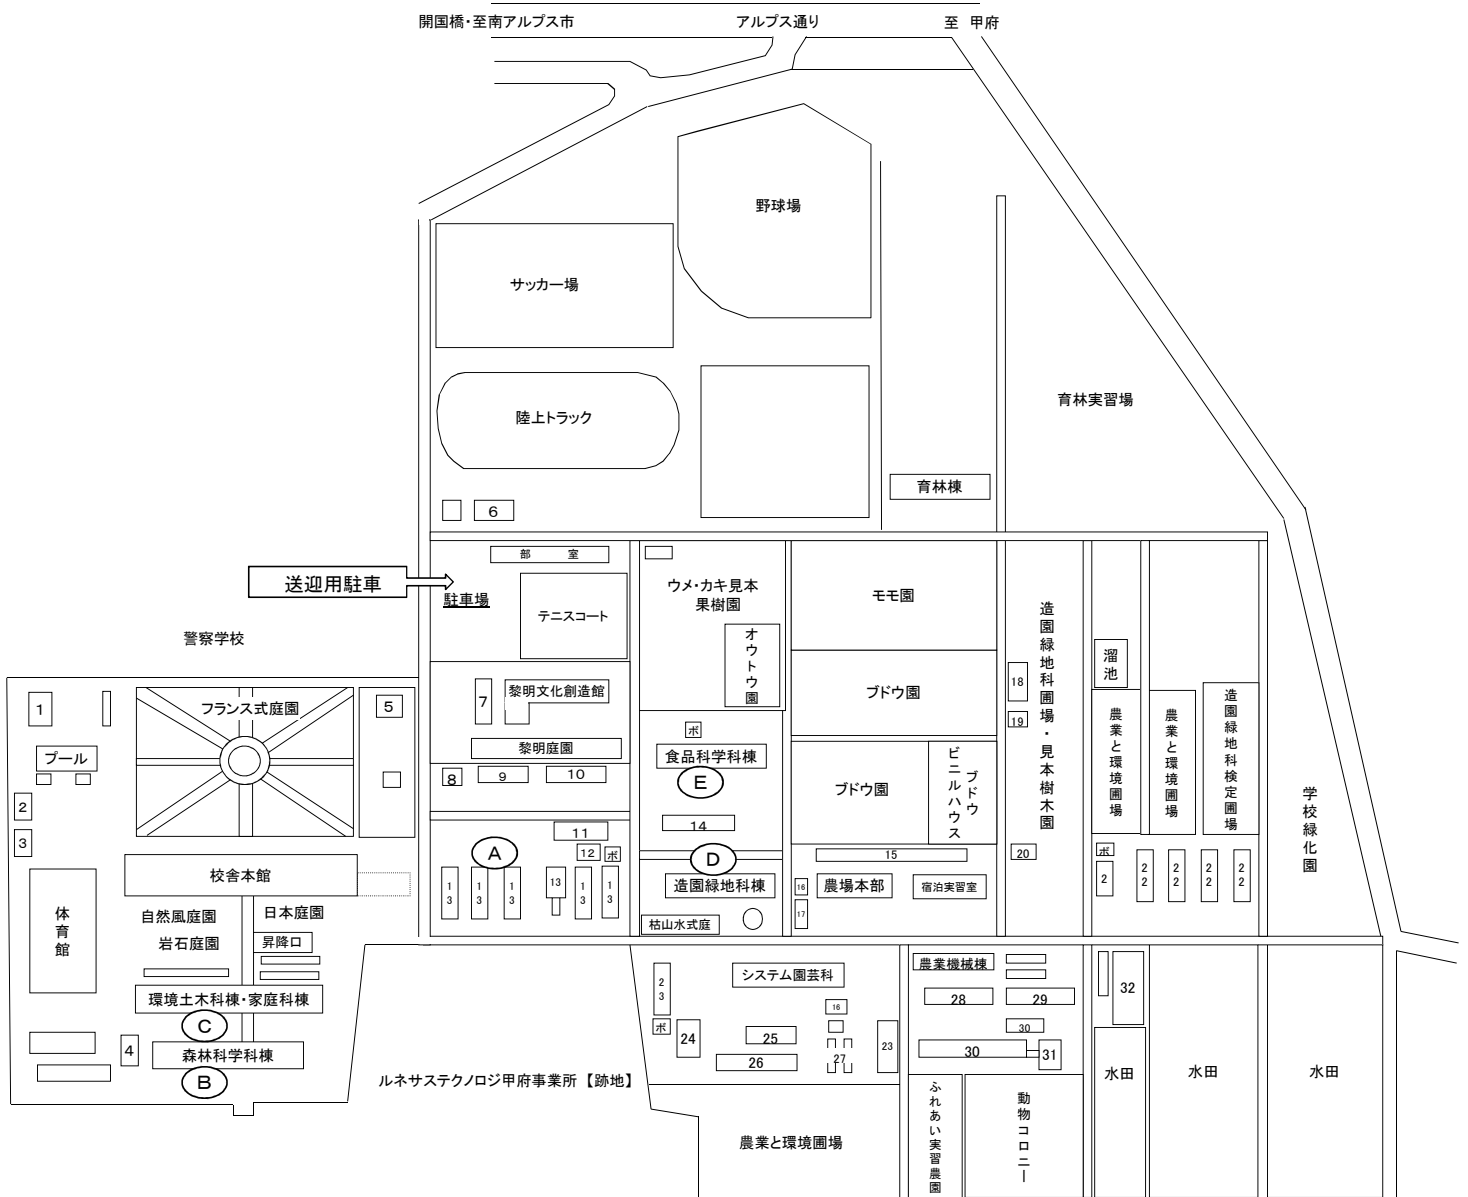 開国橋・至南アルプス市
アルプス通り
至 甲府
野球場
サッカー場
陸上トラック
育林実習場
育林棟
6
部 室
送迎用駐車
駐車場
テニスコート
ウメ・カキ見本
果樹園
オウトウ園
モモ園
ブドウ園
造園緑地科圃場・見本樹木園
18
19
溜池
農業と環境圃場
農業と環境圃場
造園緑地科検定圃場
学校緑化園
警察学校
1
フランス式庭園
5
プール
2
3
7
黎明文化創造館
黎明庭園
8
9
10
ボ
食品科学科棟
E
14
ブドウ園
ブドウ
ビニルハウス
11
A
12
ボ
13
13
13
13
13
13
D
造園緑地科棟
枯山水式庭
15
16
農場本部
宿泊実習室
17
20
ボ
2
22
22
22
22
校舎本館
体育館
自然風庭園
日本庭園
岩石庭園
昇降口
環境土木科棟・家庭科棟
C
4
森林科学科棟
B
ルネサステクノロジ甲府事業所 【跡地】
23
ボ
24
システム園芸科
16
25
26
27
23
農業機械棟
28
29
30
30
31
32
水田
水田
水田
農業と環境圃場
ふれあい実習農園
動物コロニー